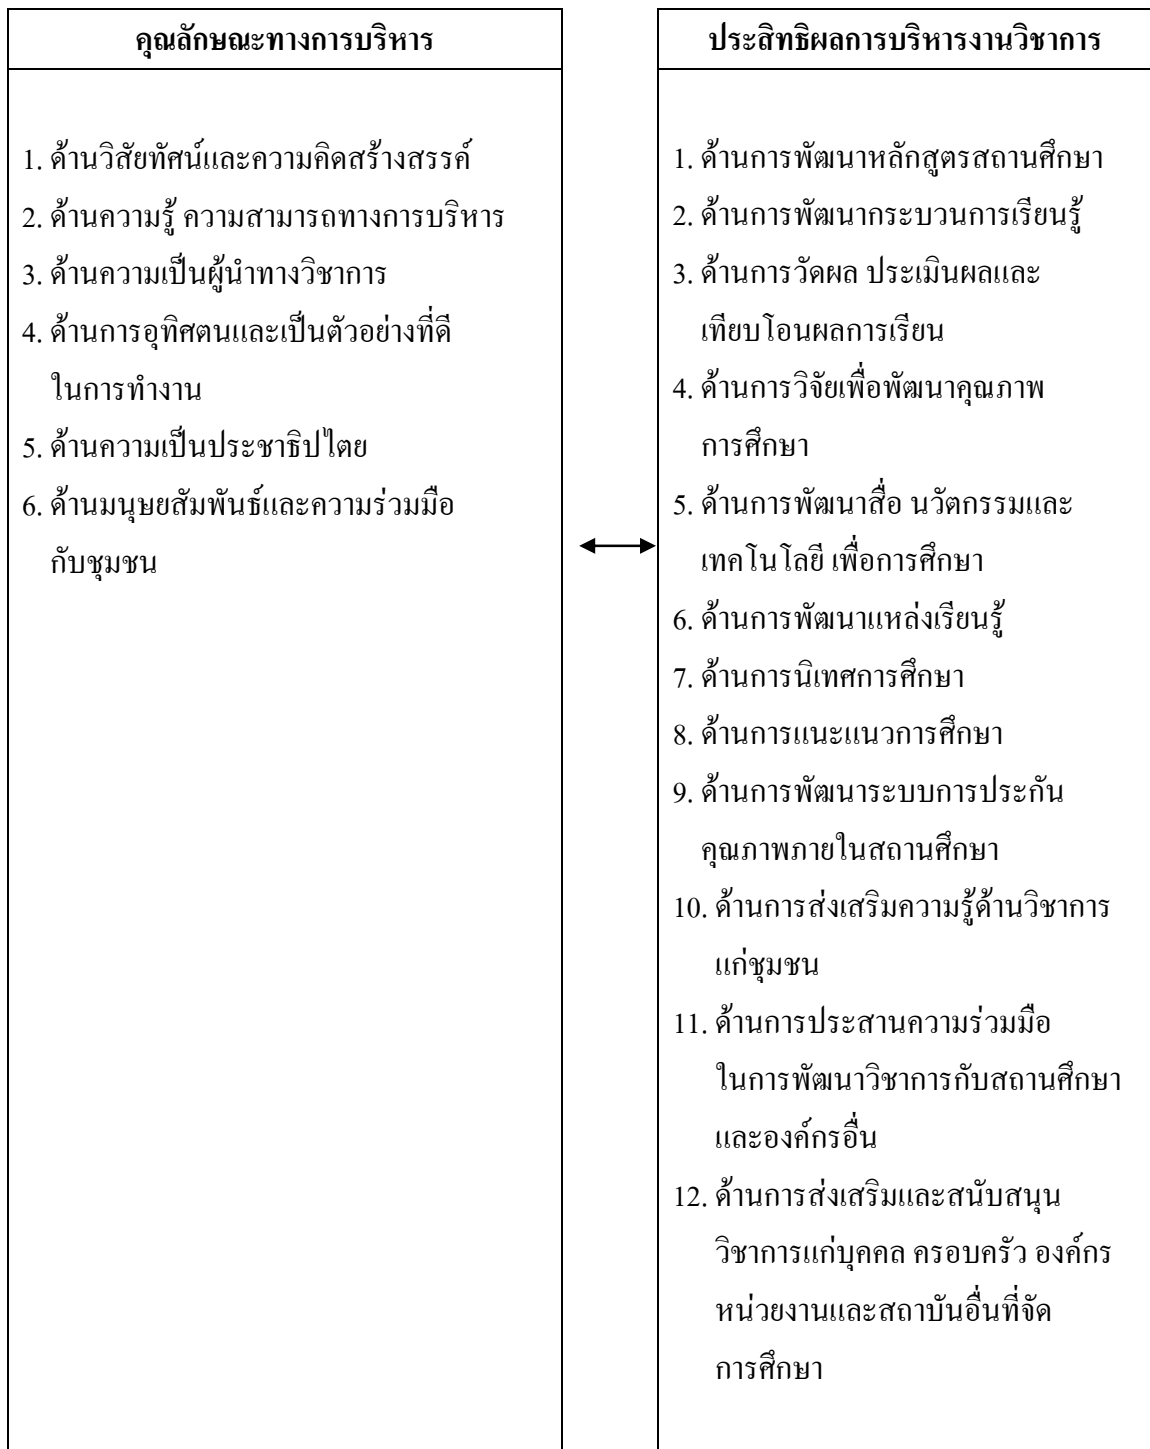 คุณลักษณะทางการบริหาร
1. ด้านวิสัยทัศน์และความคิดสร้างสรรค์
2. ด้านความรู้ ความสามารถทางการบริหาร
3. ด้านความเป็นผู้นำทางวิชาการ
4. ด้านการอุทิศตนและเป็นตัวอย่างที่ดี
ในการทำงาน
5. ด้านความเป็นประชาธิปไตย
6. ด้านมนุษยสัมพันธ์และความร่วมมือ
กับชุมชน
ประสิทธิผลการบริหารงานวิชาการ
1. ด้านการพัฒนาหลักสูตรสถานศึกษา
2. ด้านการพัฒนากระบวนการเรียนรู้
3. ด้านการวัดผล ประเมินผลและ
เทียบโอนผลการเรียน
4. ด้านการวิจัยเพื่อพัฒนาคุณภาพ
การศึกษา
5. ด้านการพัฒนาสื่อ นวัตกรรมและ
เทคโนโลยี เพื่อการศึกษา
6. ด้านการพัฒนาแหล่งเรียนรู้
7. ด้านการนิเทศการศึกษา
8. ด้านการแนะแนวการศึกษา
9. ด้านการพัฒนาระบบการประกัน
คุณภาพภายในสถานศึกษา
10. ด้านการส่งเสริมความรู้ด้านวิชาการ
แก่ชุมชน
11. ด้านการประสานความร่วมมือ
ในการพัฒนาวิชาการกับสถานศึกษา
และองค์กรอื่น
12. ด้านการส่งเสริมและสนับสนุน
วิชาการแก่บุคคล ครอบครัว องค์กร
หน่วยงานและสถาบันอื่นที่จัด
การศึกษา